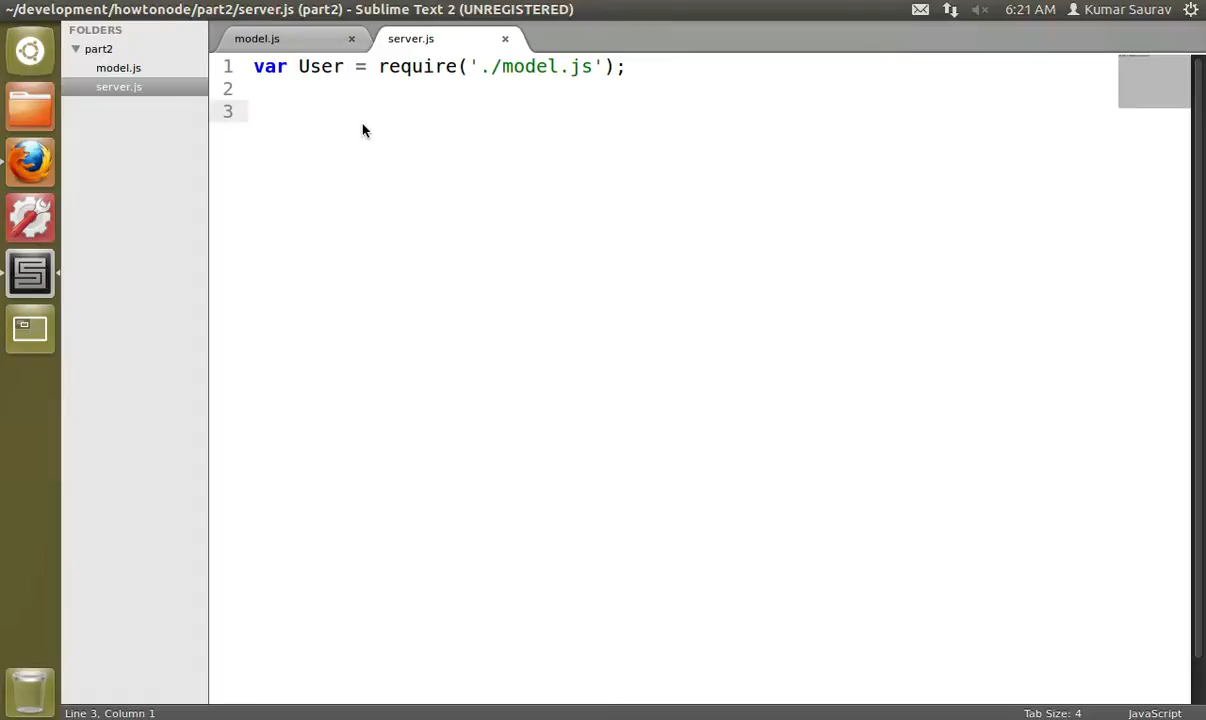 ~/development/howtonode/part2/server.js (part2) - Sublime Text 2 (UNREGISTERED)
6:21 AM Kumar Saurav
FOLDERS
part2
model.js
server.js
model.js × server.js ×
1 var User = require('./model.js');
2
3
Line 3, Column 1
Tab Size: 4 JavaScript